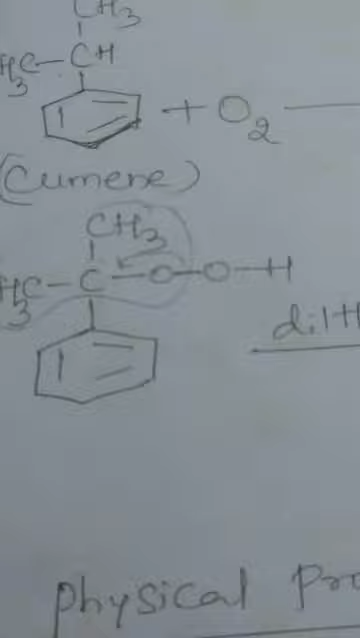 CH3
H3C-CH
+ O2
(Cumene)
CH3
H3C-C-O-O-H
dil H
physical Pro